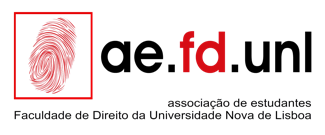 ae.fd.unl
associação de estudantes
Faculdade de Direito da Universidade Nova de Lisboa